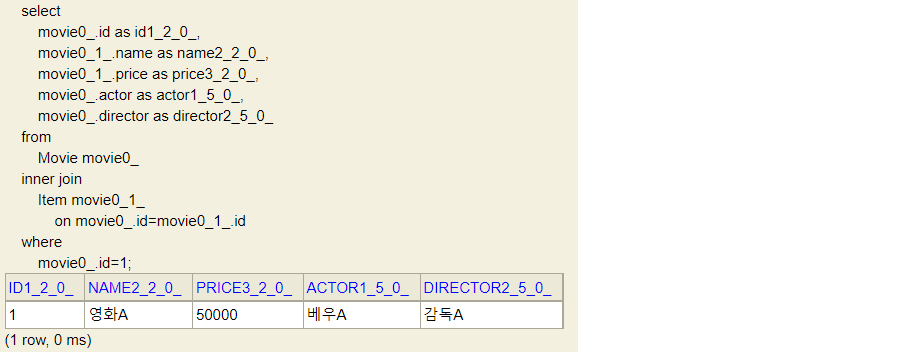 select
movie0_.id as id1_2_0_,
movie0_1_.name as name2_2_0_,
movie0_1_.price as price3_2_0_,
movie0_.actor as actor1_5_0_,
movie0_.director as director2_5_0_
from
Movie movie0_
inner join
Item movie0_1_
on movie0_.id=movie0_1_.id
where
movie0_.id=1;
ID1_2_0_ NAME2_2_0_ PRICE3_2_0_ ACTOR1_5_0_ DIRECTOR2_5_0_
1 영화A 50000 베우A 감독A
(1 row, 0 ms)